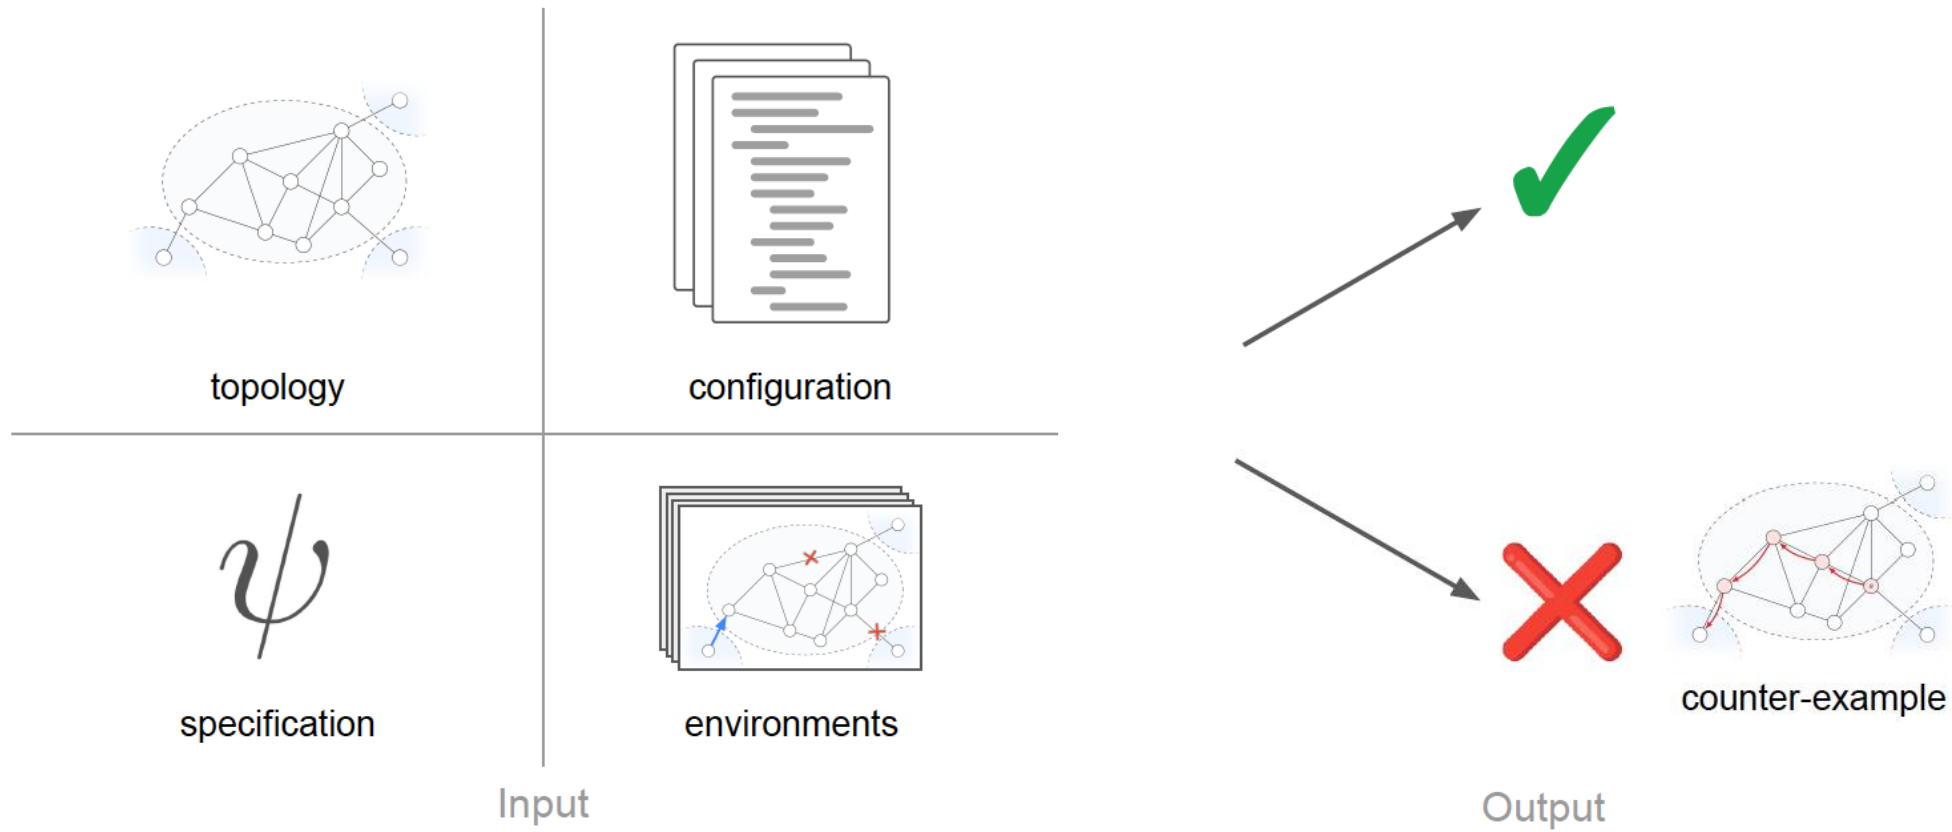 topology
configuration
ψ
specification
environments
counter-example
Input
Output